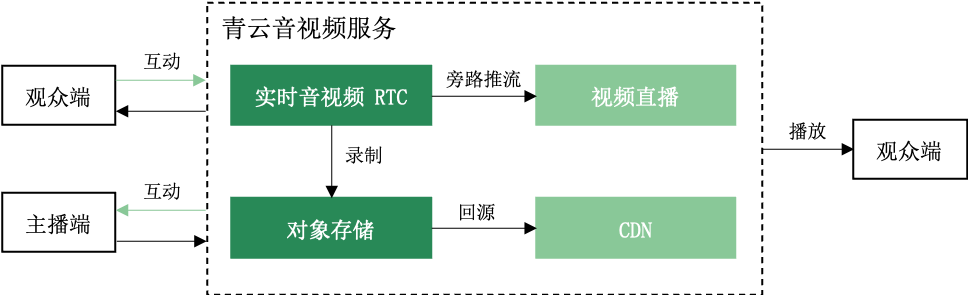 青云音视频服务
互动
观众端
实时音视频 RTC
旁路推流
视频直播
播放
观众端
录制
互动
主播端
对象存储
回源
CDN